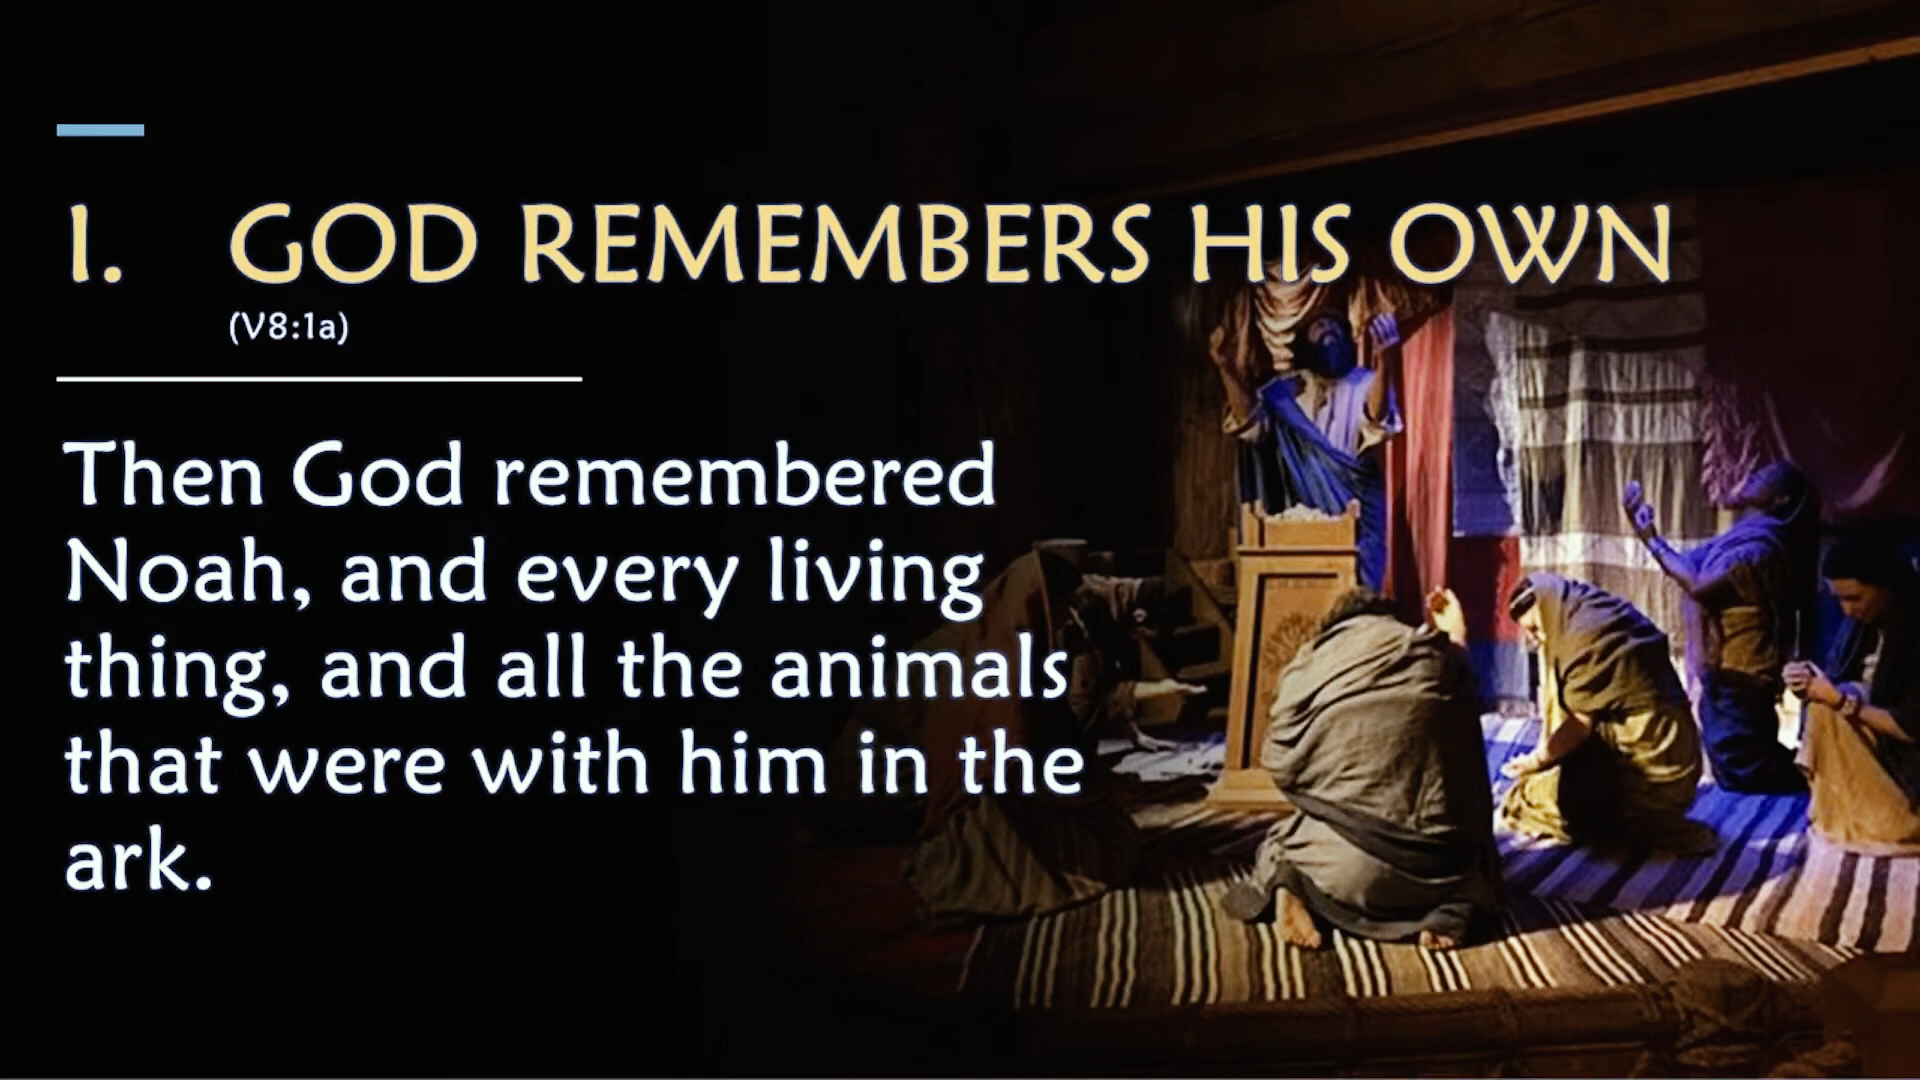 I. GOD REMEMBERS HIS OWN
(V8:1a)
Then God remembered
Noah, and every living
thing, and all the animals
that were with him in the
ark.